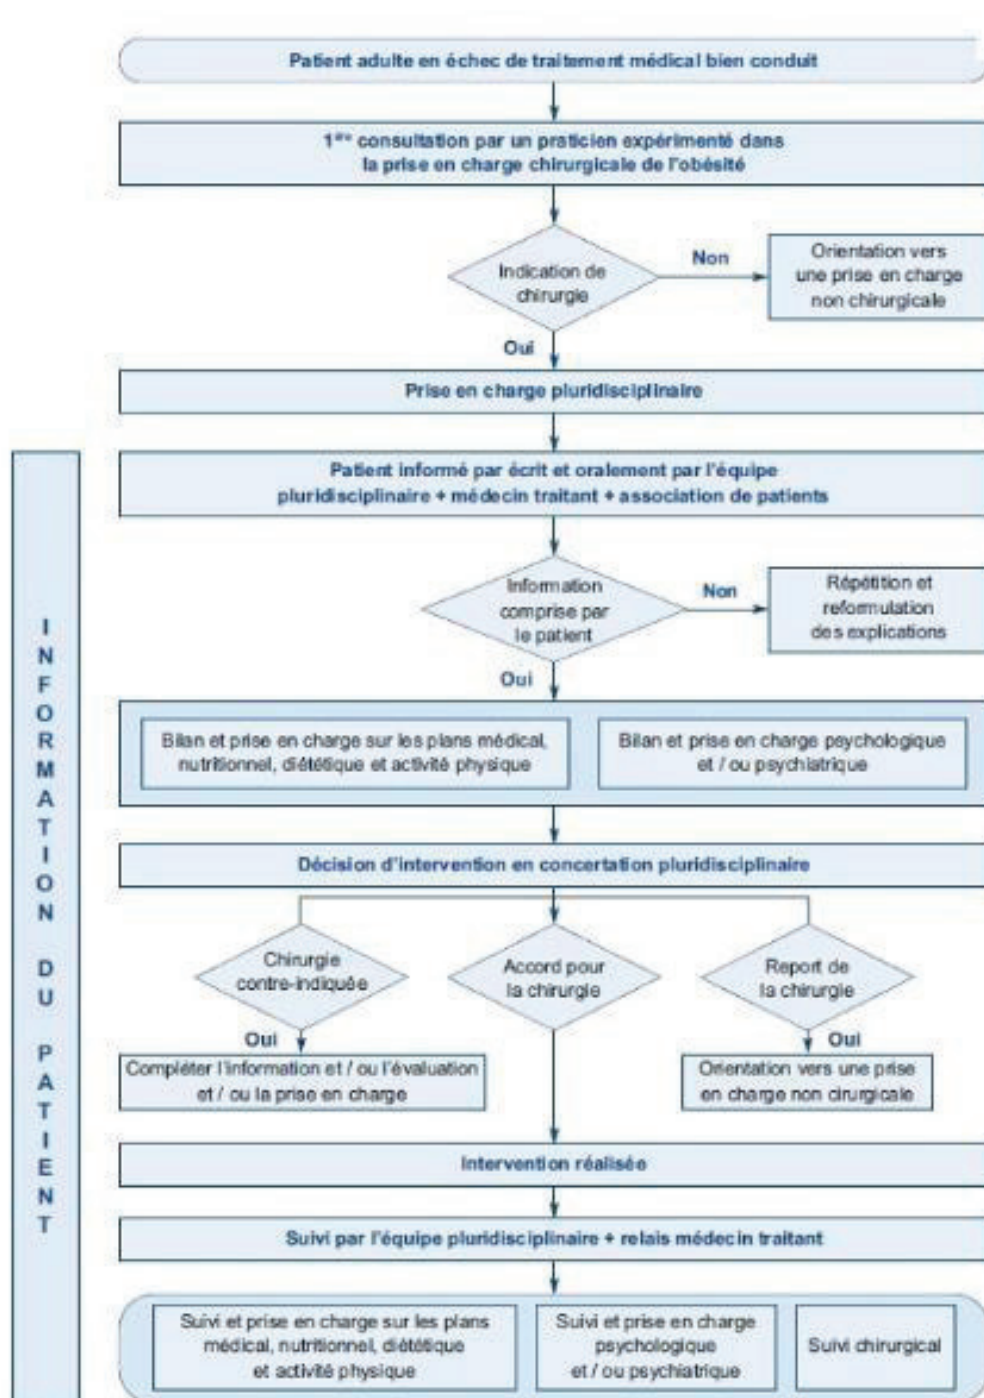 Patient adulte en échec de traitement médical bien conduit
1ère consultation par un praticien expérimenté dans
la prise en charge chirurgicale de l'obésité
Indication de
chirurgie
Non
Orientation vers
une prise en charge
non chirurgicale
Oui
Prise en charge pluridisciplinaire
Patient informé par écrit et oralement par l'équipe
pluridisciplinaire + médecin traitant + association de patients
Information
comprise par
le patient
Non
Répétition et
reformulation
des explications
Oui
Bilan et prise en charge sur les plans médical,
nutritionnel, diététique et activité physique
Bilan et prise en charge psychologique
et / ou psychiatrique
Décision d'intervention en concertation pluridisciplinaire
Chirurgie
contre-indiquée
Accord pour
la chirurgie
Report de
la chirurgie
Oui
Oui
Compléter l'information et / ou l'évaluation
et / ou la prise en charge
Orientation vers une prise
en charge non cirurgicale
Intervention réalisée
Suivi par l'équipe pluridisciplinaire + relais médecin traitant
Suivi et prise en charge sur les plans
médical, nutritionnel, diététique
et activité physique
Suivi et prise en charge
psychologique
et / ou psychiatrique
Suivi chirurgical
INFORMATION DU PATIENT